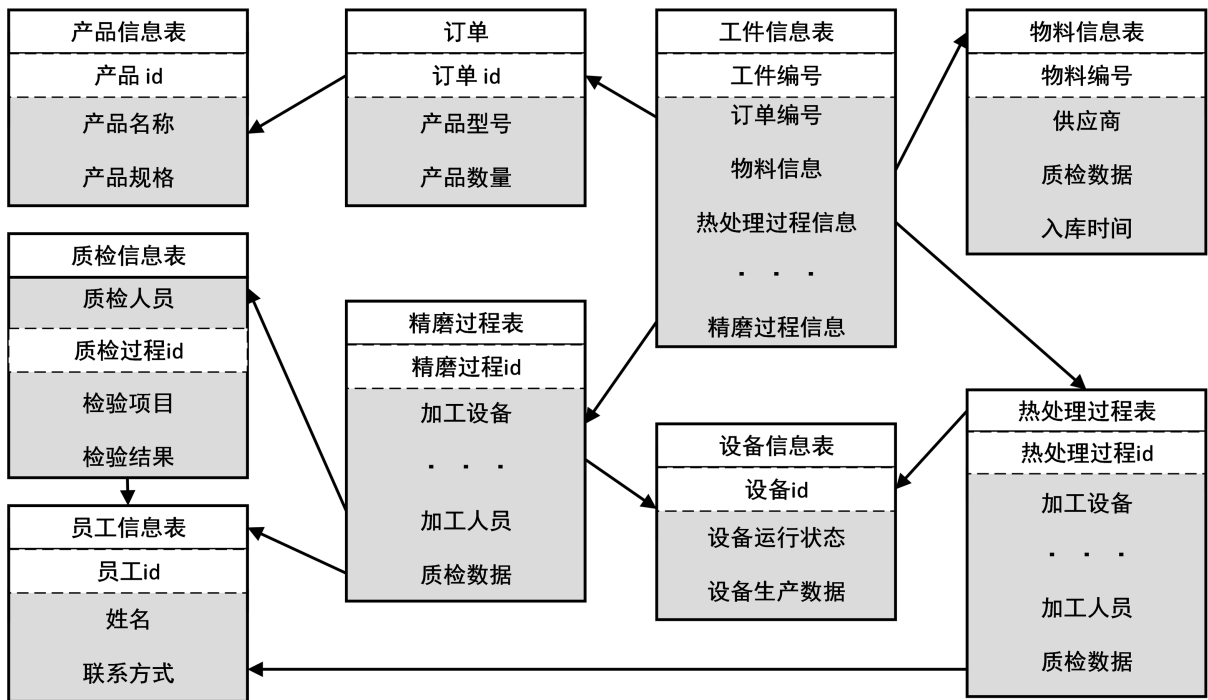 产品信息表
产品 id
产品名称
产品规格
订单
订单 id
产品型号
产品数量
工件信息表
工件编号
订单编号
物料信息
热处理过程信息
. . .
精磨过程信息
物料信息表
物料编号
供应商
质检数据
入库时间
质检信息表
质检人员
质检过程id
检验项目
检验结果
精磨过程表
精磨过程id
加工设备
. . .
加工人员
质检数据
设备信息表
设备id
设备运行状态
设备生产数据
热处理过程表
热处理过程id
加工设备
. . .
加工人员
质检数据
员工信息表
员工id
姓名
联系方式